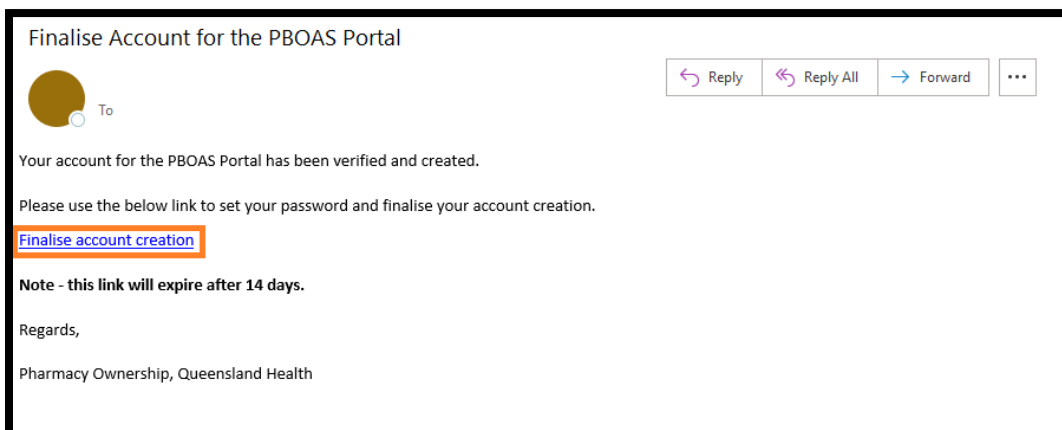 Finalise Account for the PBOAS Portal
Reply
Reply All
Forward
To
Your account for the PBOAS Portal has been verified and created.
Please use the below link to set your password and finalise your account creation.
Finalise account creation
Note - this link will expire after 14 days.
Regards,
Pharmacy Ownership, Queensland Health